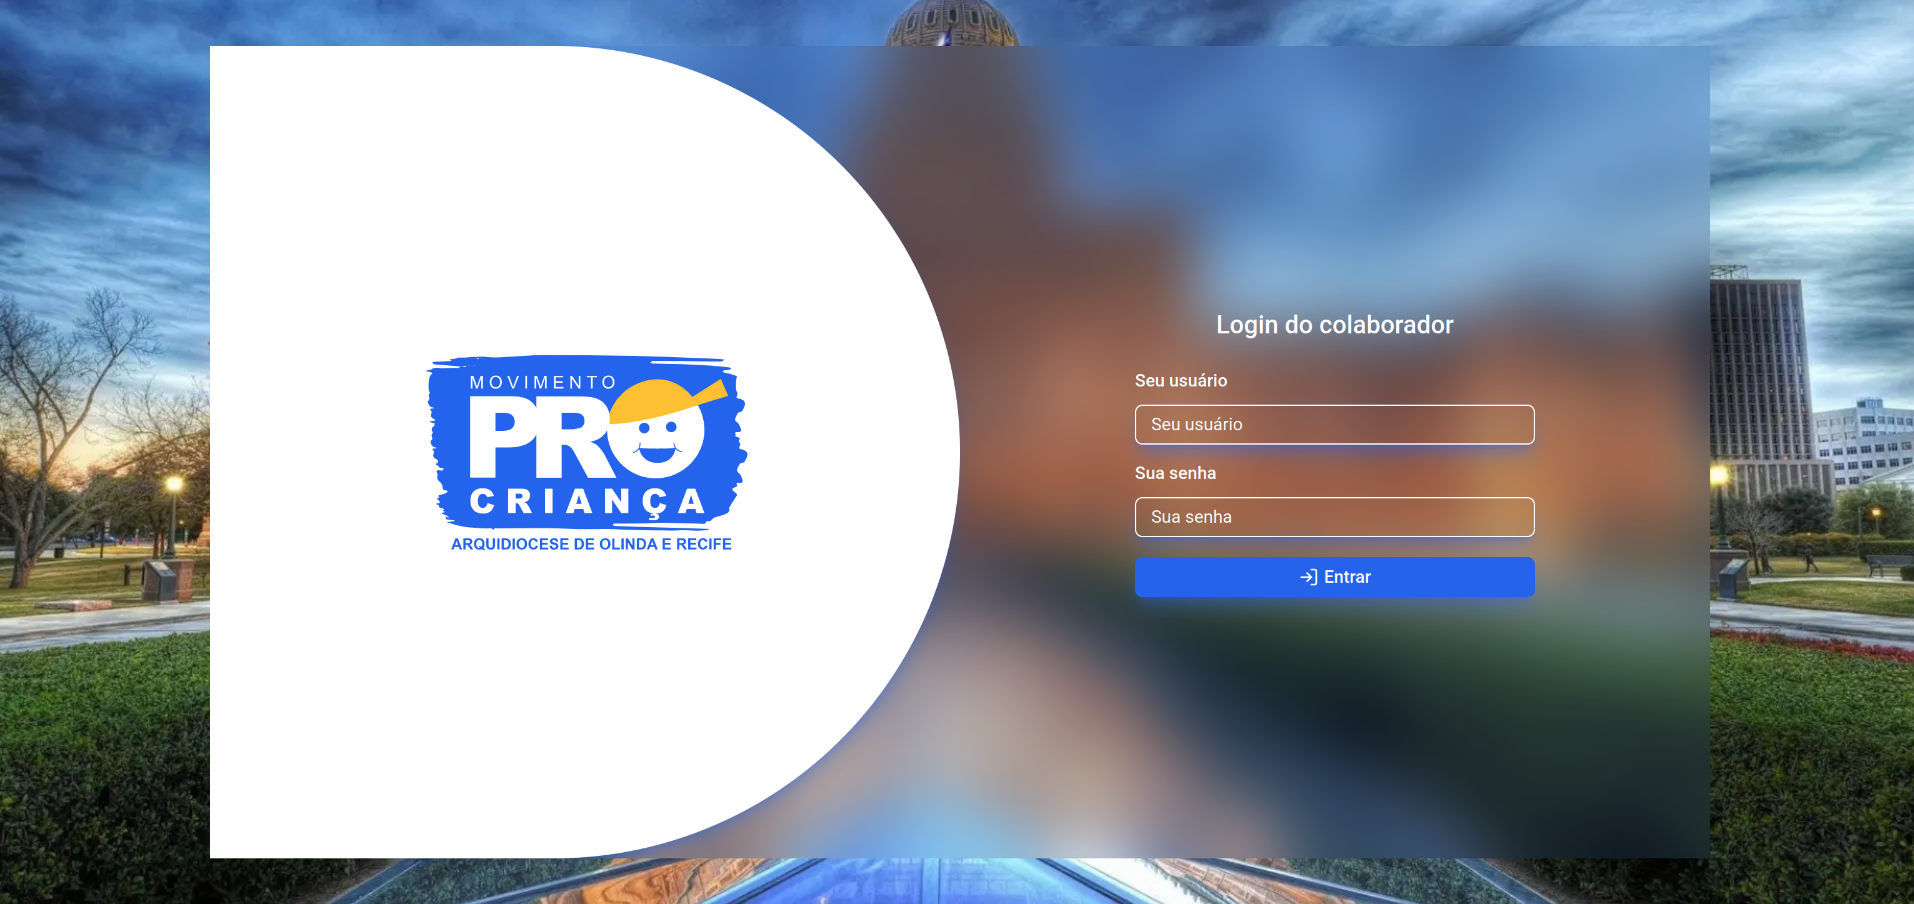 MOVIMENTO
PRO
CRIANÇA
ARQUIDIOCESE DE OLINDA E RECIFE
Login do colaborador
Seu usuário
Seu usuário
Sua senha
Sua senha
Entrar